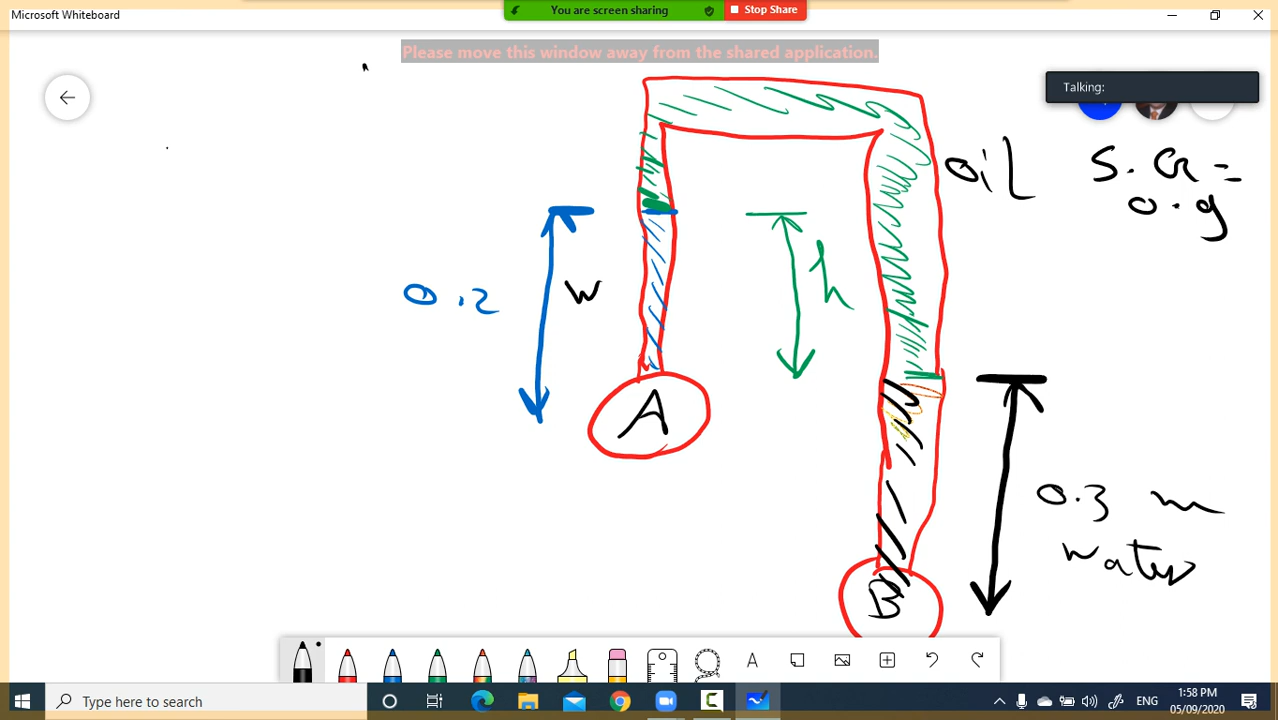 Microsoft Whiteboard
You are screen sharing
Stop Share
Please move this window away from the shared application.
Talking:
oil S.G =
0.9
0.2
w
h
A
0.3 m
water
B
A
Type here to search
ENG
1:58 PM
05/09/2020